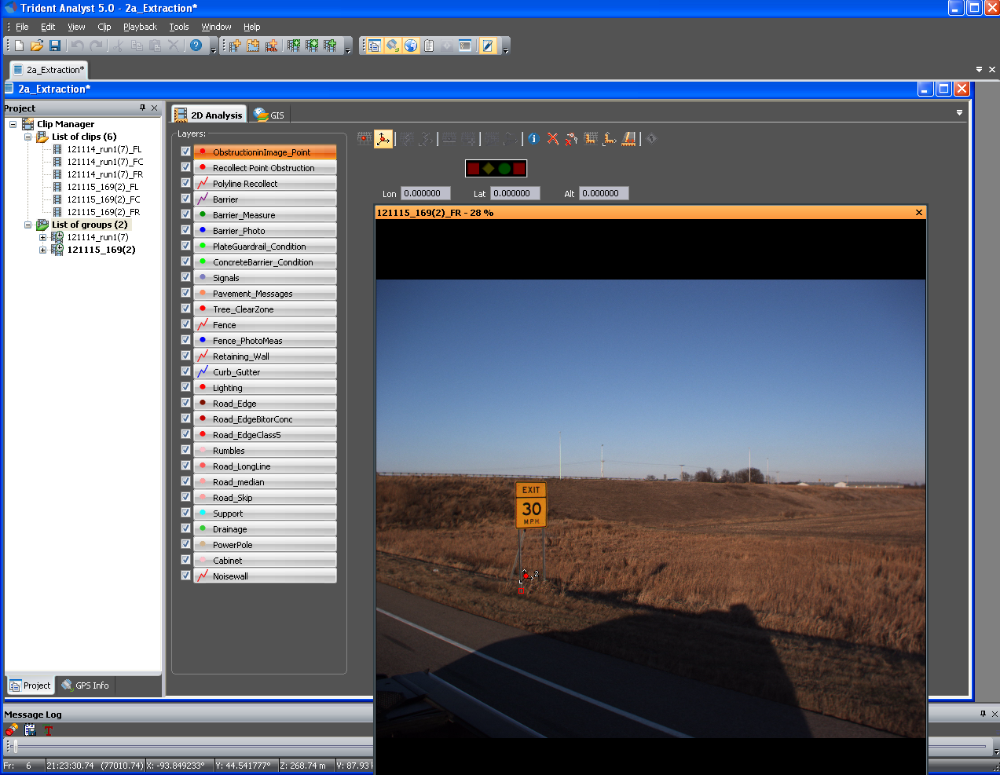 Trident Analyst 5.0 - 2a_Extraction*
File Edit View Clip Playback Tools Window Help
2a_Extraction*
2a_Extraction*
Project
Clip Manager
List of clips (6)
121114_run1(7)_FL
121114_run1(7)_FC
121114_run1(7)_FR
121115_169(2)_FL
121115_169(2)_FC
121115_169(2)_FR
List of groups (2)
121114_run1(7)
121115_169(2)
Project GPS Info
2D Analysis GIS
Layers:
ObstructioninImage_Point
Recollect Point Obstruction
Polyline Recollect
Barrier
Barrier_Measure
Barrier_Photo
PlateGuardrail_Condition
ConcreteBarrier_Condition
Signals
Pavement_Messages
Tree_ClearZone
Fence
Fence_PhotoMeas
Retaining_Wall
Curb_Gutter
Lighting
Road_Edge
Road_EdgeBitorConc
Road_EdgeClass5
Rumbles
Road_LongLine
Road_median
Road_Skip
Support
Drainage
PowerPole
Cabinet
Noisewall
Lon 0.000000 Lat 0.000000 Alt 0.000000
121115_169(2)_FR - 28 %
EXIT
30
M.P.H.
2
Message Log
T
Fr: 6 21:23:30.74 (77010.74) X: -93.849233° Y: 44.541777° Z: 268.74 m V: 87.93